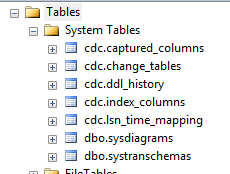 Tables
System Tables
cdc.captured_columns
cdc.change_tables
cdc.ddl_history
cdc.index_columns
cdc.lsn_time_mapping
dbo.sysdiagrams
dbo.systranschemas
FileTables